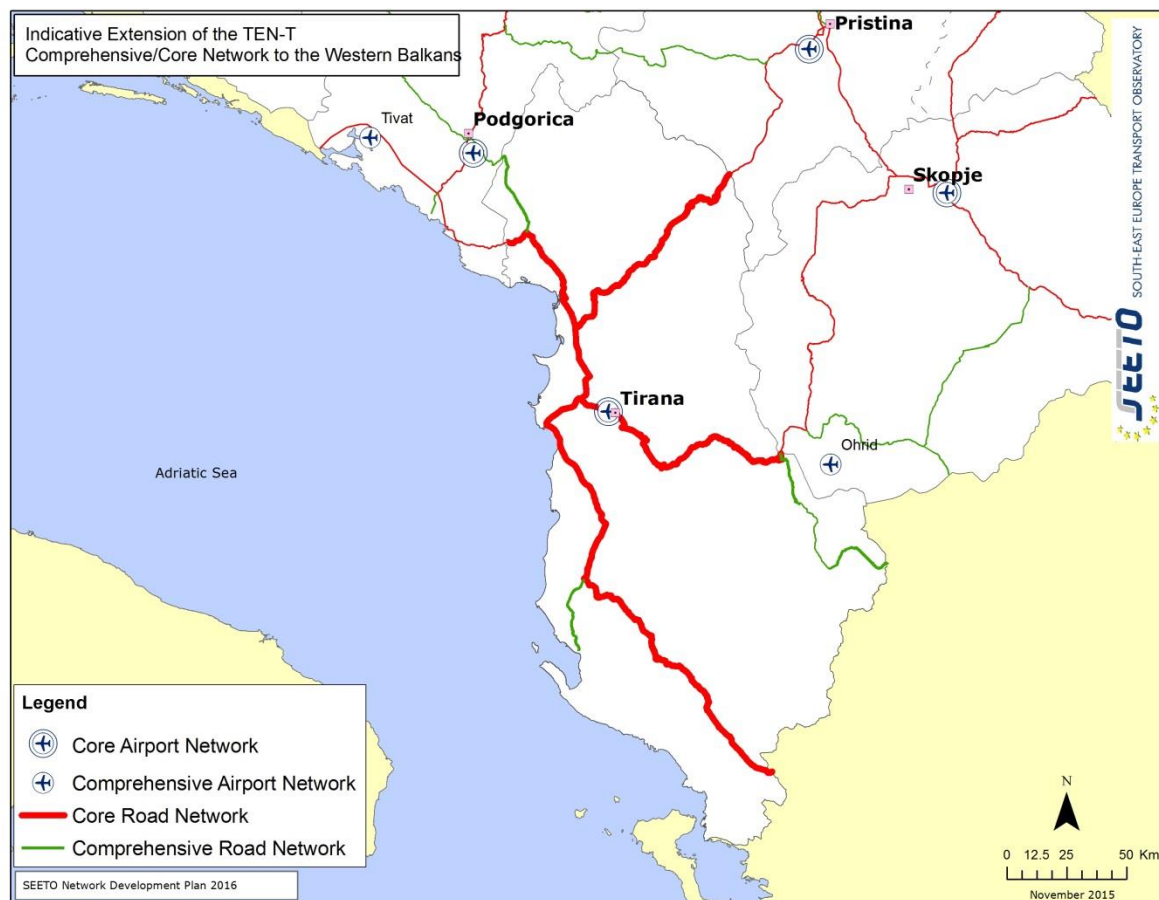 Indicative Extension of the TEN-T
Comprehensive/Core Network to the Western Balkans
Pristina
Tivat
Podgorica
Skopje
Tirana
Ohrid
Adriatic Sea
SEETO SOUTH-EAST EUROPE TRANSPORT OBSERVATORY
Legend
Core Airport Network
Comprehensive Airport Network
Core Road Network
Comprehensive Road Network
SEETO Network Development Plan 2016
N
0 12.5 25 50 Km
November 2015